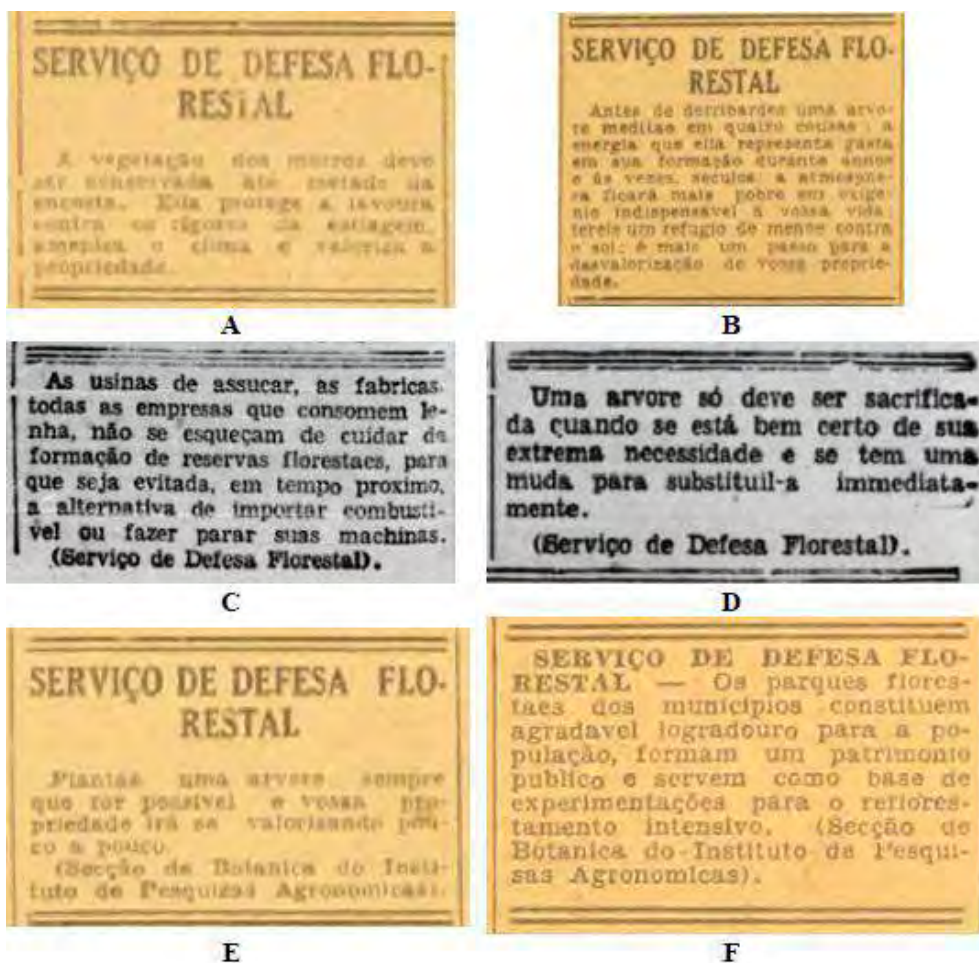 SERVIÇO DE DEFESA FLO-
RESTAL
A vegetação dos morros deve
ser conservada até metade da
encosta. Ella protege a lavoura
contra os rigores da estiagem,
amenisa o clima e valoriza a
propriedade.
A
SERVIÇO DE DEFESA FLO-
RESTAL
Antes de derribardes uma arvo-
re meditae em quatro cousas: a
energia que ella representa gasta
em sua formação durante annos
e ás vezes, seculos; a atmosphe-
ra ficará mais pobre em oxige-
nio indispensavel á vossa vida;
tereis um refugio de menos contra
o sol; é mais um passo para a
desvalorização de vossa proprie-
dade.
B
As usinas de assucar, as fabricas,
todas as empresas que consomem le-
nha, não se esqueçam de cuidar da
formação de reservas florestaes, para
que seja evitada, em tempo proximo,
a alternativa de importar combusti-
vel ou fazer parar suas machinas.
(Serviço de Defesa Florestal).
C
Uma arvore só deve ser sacrifica-
da quando se está bem certo de sua
extrema necessidade e se tem uma
muda para substituil-a immediata-
mente.
(Serviço de Defesa Florestal).
D
SERVIÇO DE DEFESA FLO-
RESTAL
Plantae uma arvore sempre
que for possivel e vossa pro-
priedade irá se valorisando pou-
co a pouco.
(Secção de Botanica do Insti-
tuto de Pesquizas Agronomicas).
E
SERVIÇO DE DEFESA FLO-
RESTAL — Os parques flores-
taes dos municipios constituem
agradavel logradouro para a po-
pulação, formam um patrimonio
publico e servem como base de
experimentações para o reflores-
tamento intensivo. (Secção de
Botanica do Instituto de Pesqui-
sas Agronomicas).
F